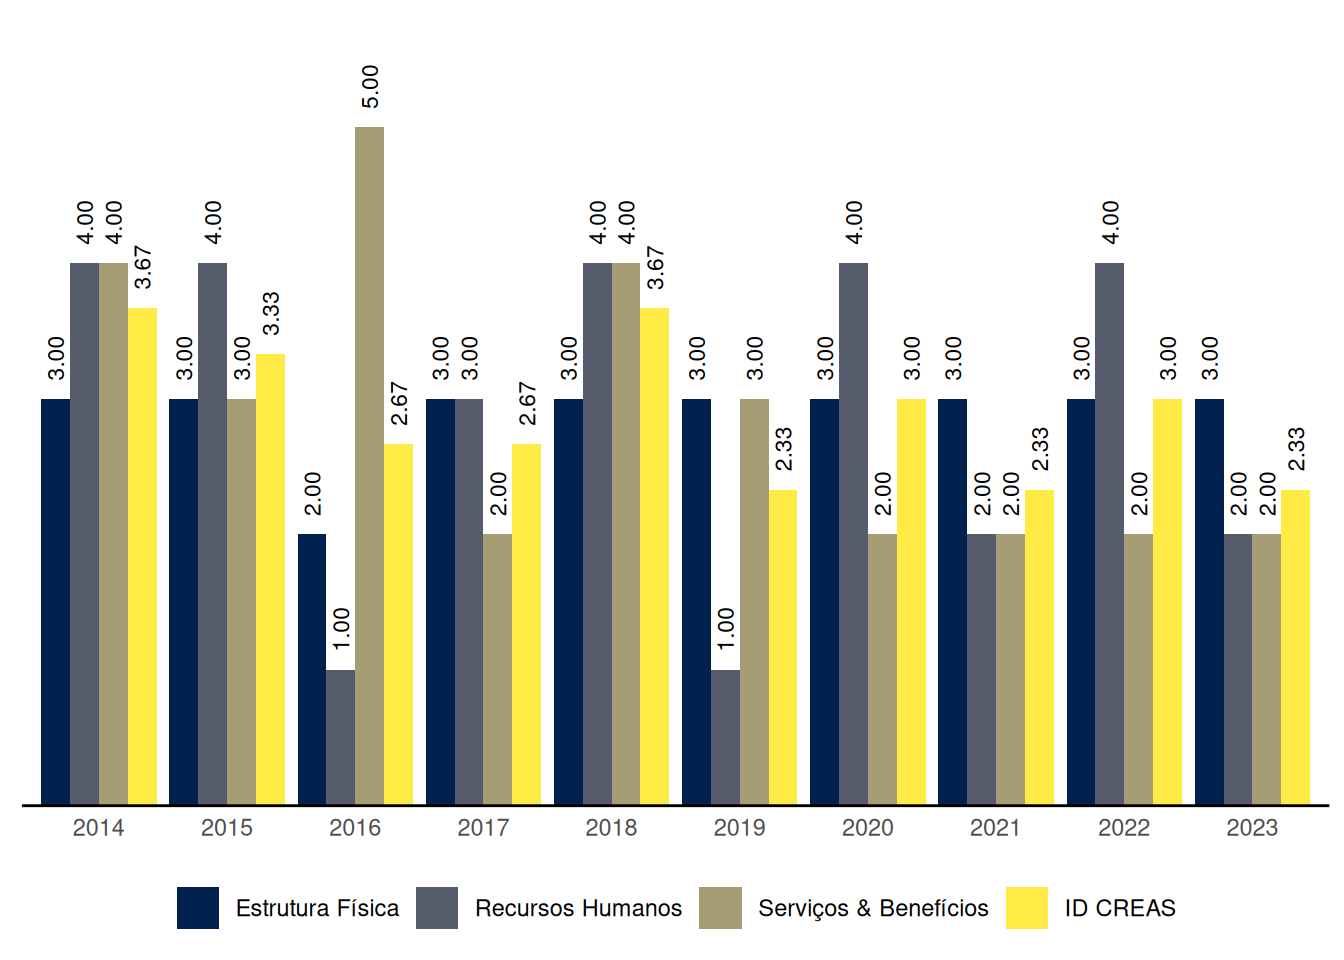 5.00
4.00 4.00 4.00 4.00 4.00 4.00 4.00
3.67 3.67
3.33
3.00 3.00 3.00 3.00 3.00 3.00 3.00 3.00 3.00 3.00 3.00 3.00 3.00
2.67 2.67
2.33 2.33 2.33
2.00 2.00 2.00 2.00 2.00 2.00 2.00 2.00
1.00 1.00
2014 2015 2016 2017 2018 2019 2020 2021 2022 2023
Estrutura Física Recursos Humanos Serviços & Benefícios ID CREAS